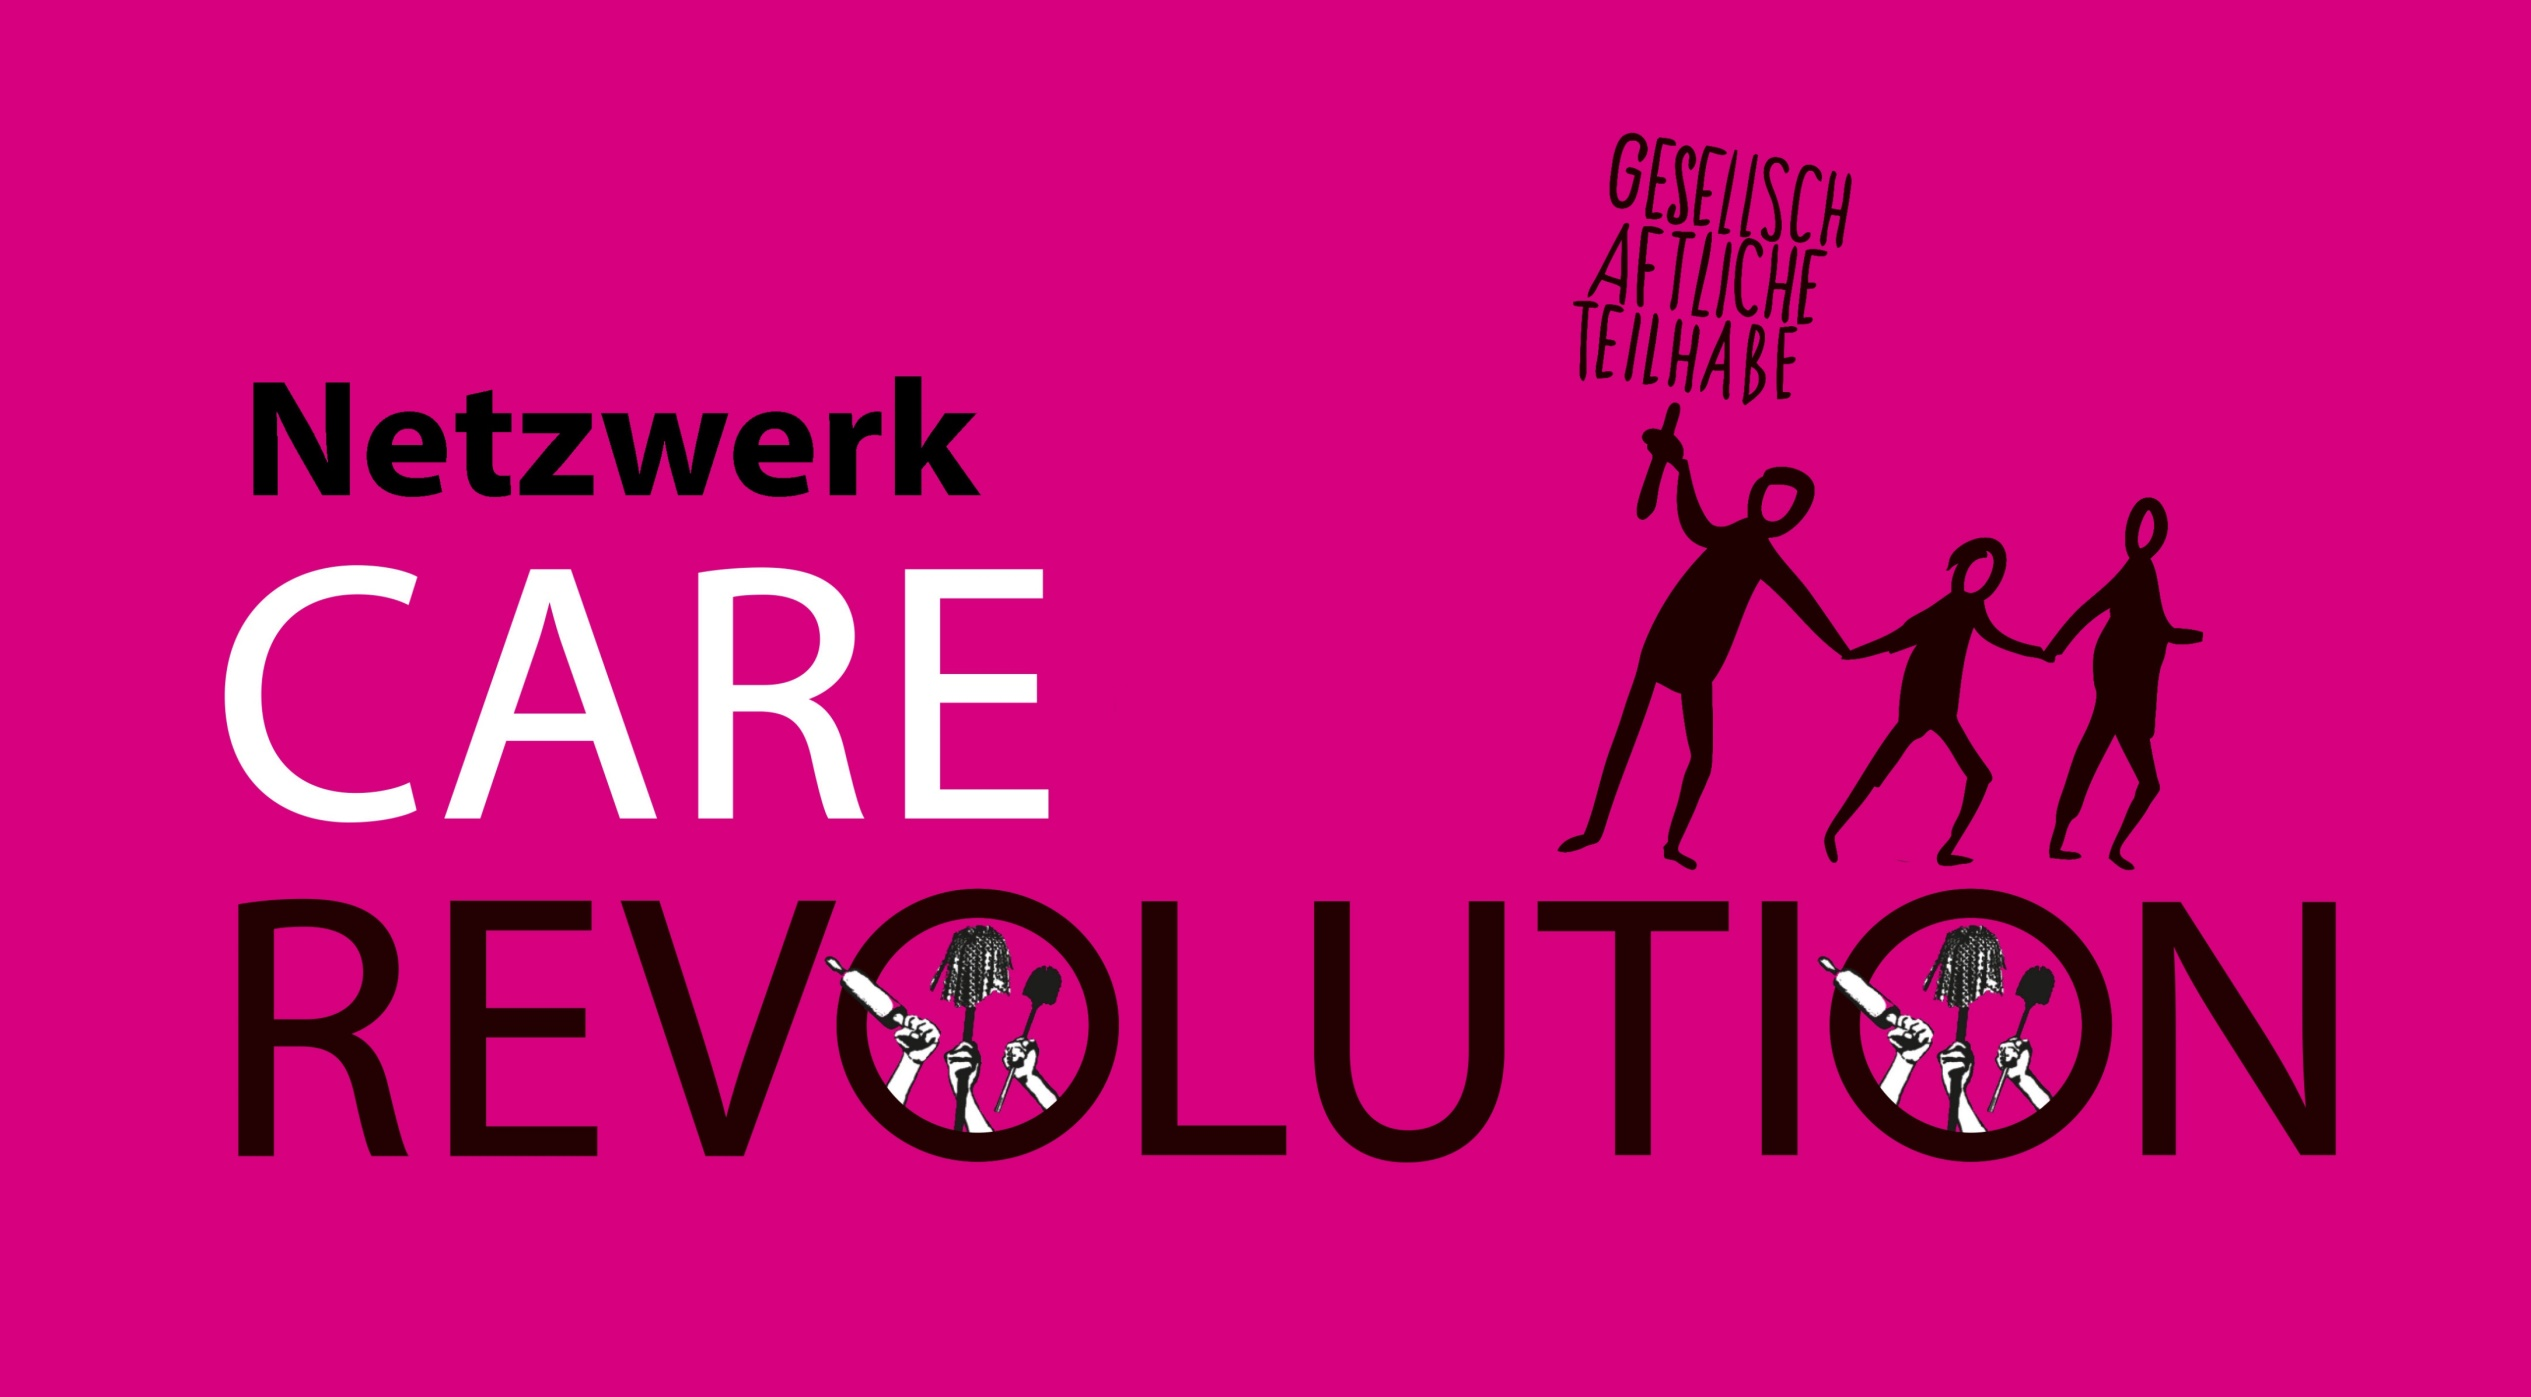 GESELLSCH
AFTLICHE
TEILHABE
Netzwerk
CARE
REVOLUTION